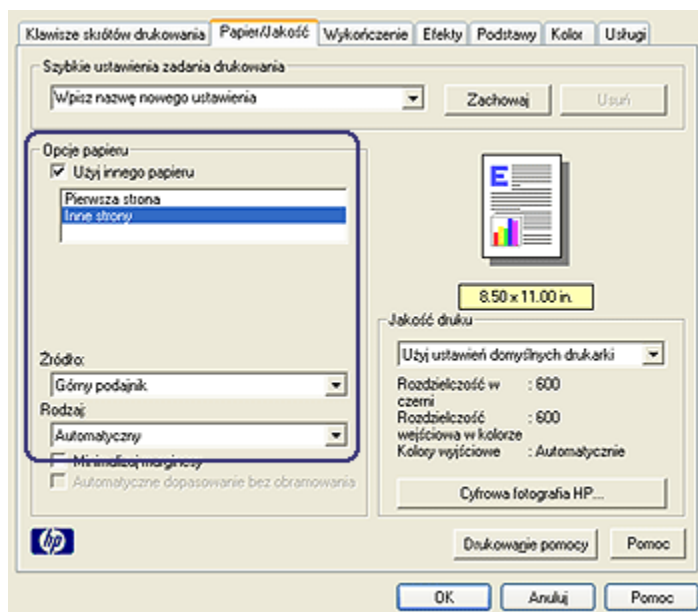 Klawisze skrótów drukowania Papier/Jakość Wykończenie Efekty Podstawy Kolor Usługi
Szybkie ustawienia zadania drukowania
Wpisz nazwę nowego ustawienia Zachowaj Usuń
Opcje papieru
Użyj innego papieru
Pierwsza strona
Inne strony
E
8.50 x 11.00 in.
Jakość druku
Użyj ustawień domyślnych drukarki
Źródło:
Górny podajnik
Rodzaj:
Automatyczny
Minimalizuj marginesy
Automatyczne dopasowanie bez obramowania
Rozdzielczość w czerni : 600
Rozdzielczość wejściowa w kolorze : 600
Kolory wyjściowe : Automatycznie
Cyfrowa fotografia HP...
hp
Drukowanie pomocy Pomoc
OK Anuluj Pomoc